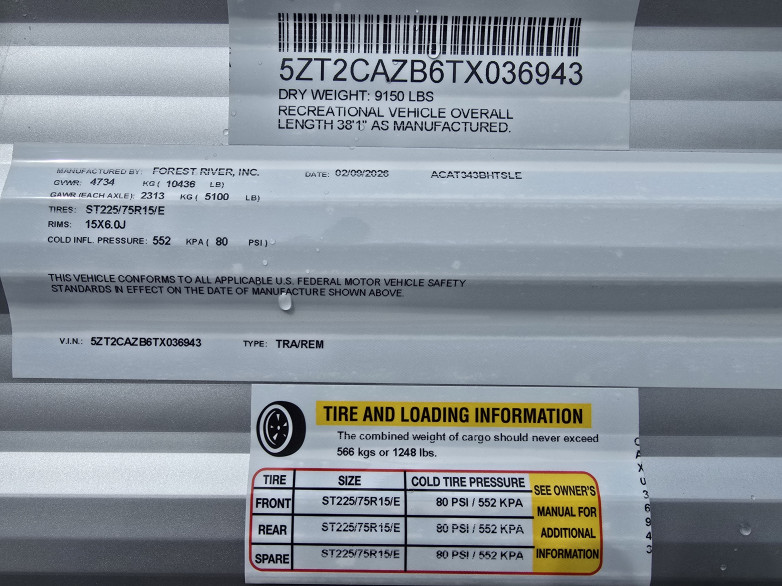 5ZT2CAZB6TX036943
DRY WEIGHT: 9150 LBS
RECREATIONAL VEHICLE OVERALL
LENGTH 38'1" AS MANUFACTURED.
MANUFACTURED BY: FOREST RIVER, INC. DATE: 02/09/2026 ACAT343BHTSLE
GVWR: 4734 KG ( 10436 LB)
GAWR (EACH AXLE): 2313 KG ( 5100 LB)
TIRES: ST225/75R15/E
RIMS: 15X6.0J
COLD INFL. PRESSURE: 552 KPA ( 80 PSI )
THIS VEHICLE CONFORMS TO ALL APPLICABLE U.S. FEDERAL MOTOR VEHICLE SAFETY
STANDARDS IN EFFECT ON THE DATE OF MANUFACTURE SHOWN ABOVE
V.I.N.: 5ZT2CAZB6TX036943 TYPE: TRA/REM
TIRE AND LOADING INFORMATION
The combined weight of cargo should never exceed
566 kgs or 1248 lbs.
TIRE SIZE COLD TIRE PRESSURE
FRONT ST225/75R15/E 80 PSI / 552 KPA
REAR ST225/75R15/E 80 PSI / 552 KPA
SPARE ST225/75R15/E 80 PSI / 552 KPA
SEE OWNER'S
MANUAL FOR
ADDITIONAL
INFORMATION